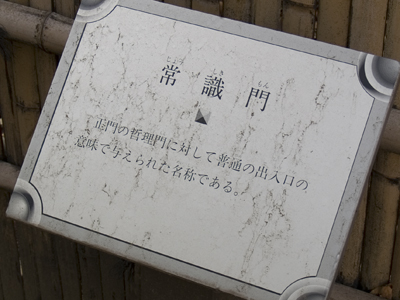 常識門
正門の哲理門に対して普通の出入口の
意味で与えられた名称である。